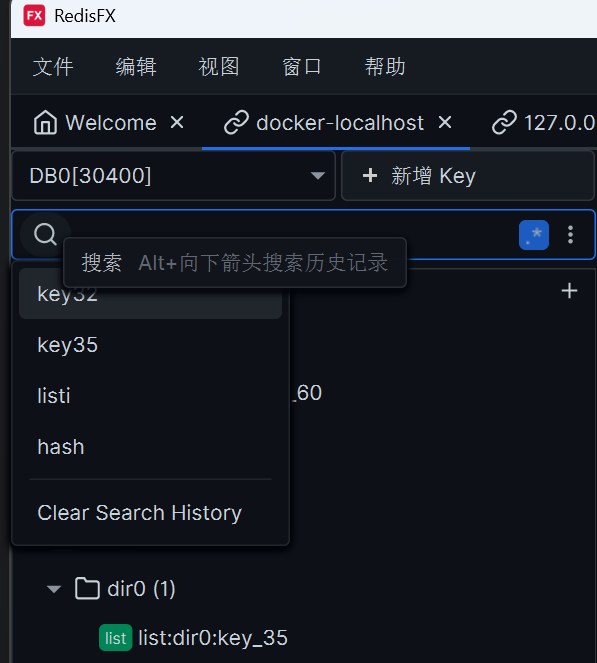 FX RedisFX
文件 编辑 视图 窗口 帮助
Welcome × docker-localhost × 127.0.0
DB0[30400] + 新增 Key
.*
搜索 Alt+向下箭头搜索历史记录
key32
key35
_60
listi
hash
Clear Search History
dir0 (1)
list list:dir0:key_35